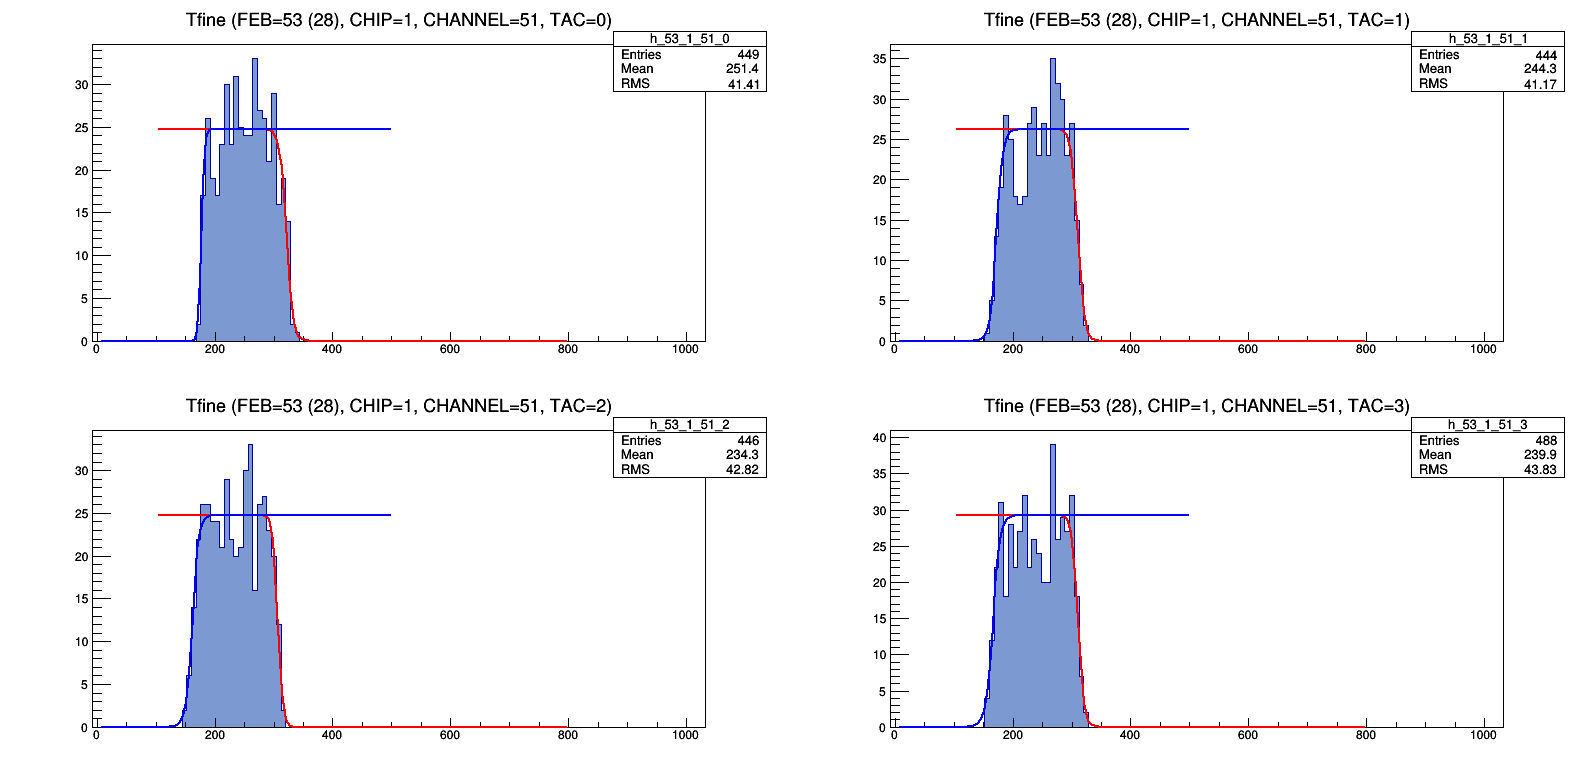 Tfine (FEB=53 (28), CHIP=1, CHANNEL=51, TAC=0)
h_53_1_51_0
Entries 449
Mean 251.4
RMS 41.41
30
25
20
15
10
5
0
0 200 400 600 800 1000
Tfine (FEB=53 (28), CHIP=1, CHANNEL=51, TAC=1)
h_53_1_51_1
Entries 444
Mean 244.3
RMS 41.17
35
30
25
20
15
10
5
0
0 200 400 600 800 1000
Tfine (FEB=53 (28), CHIP=1, CHANNEL=51, TAC=2)
h_53_1_51_2
Entries 446
Mean 234.3
RMS 42.82
30
25
20
15
10
5
0
0 200 400 600 800 1000
Tfine (FEB=53 (28), CHIP=1, CHANNEL=51, TAC=3)
h_53_1_51_3
Entries 488
Mean 239.9
RMS 43.83
40
35
30
25
20
15
10
5
0
0 200 400 600 800 1000